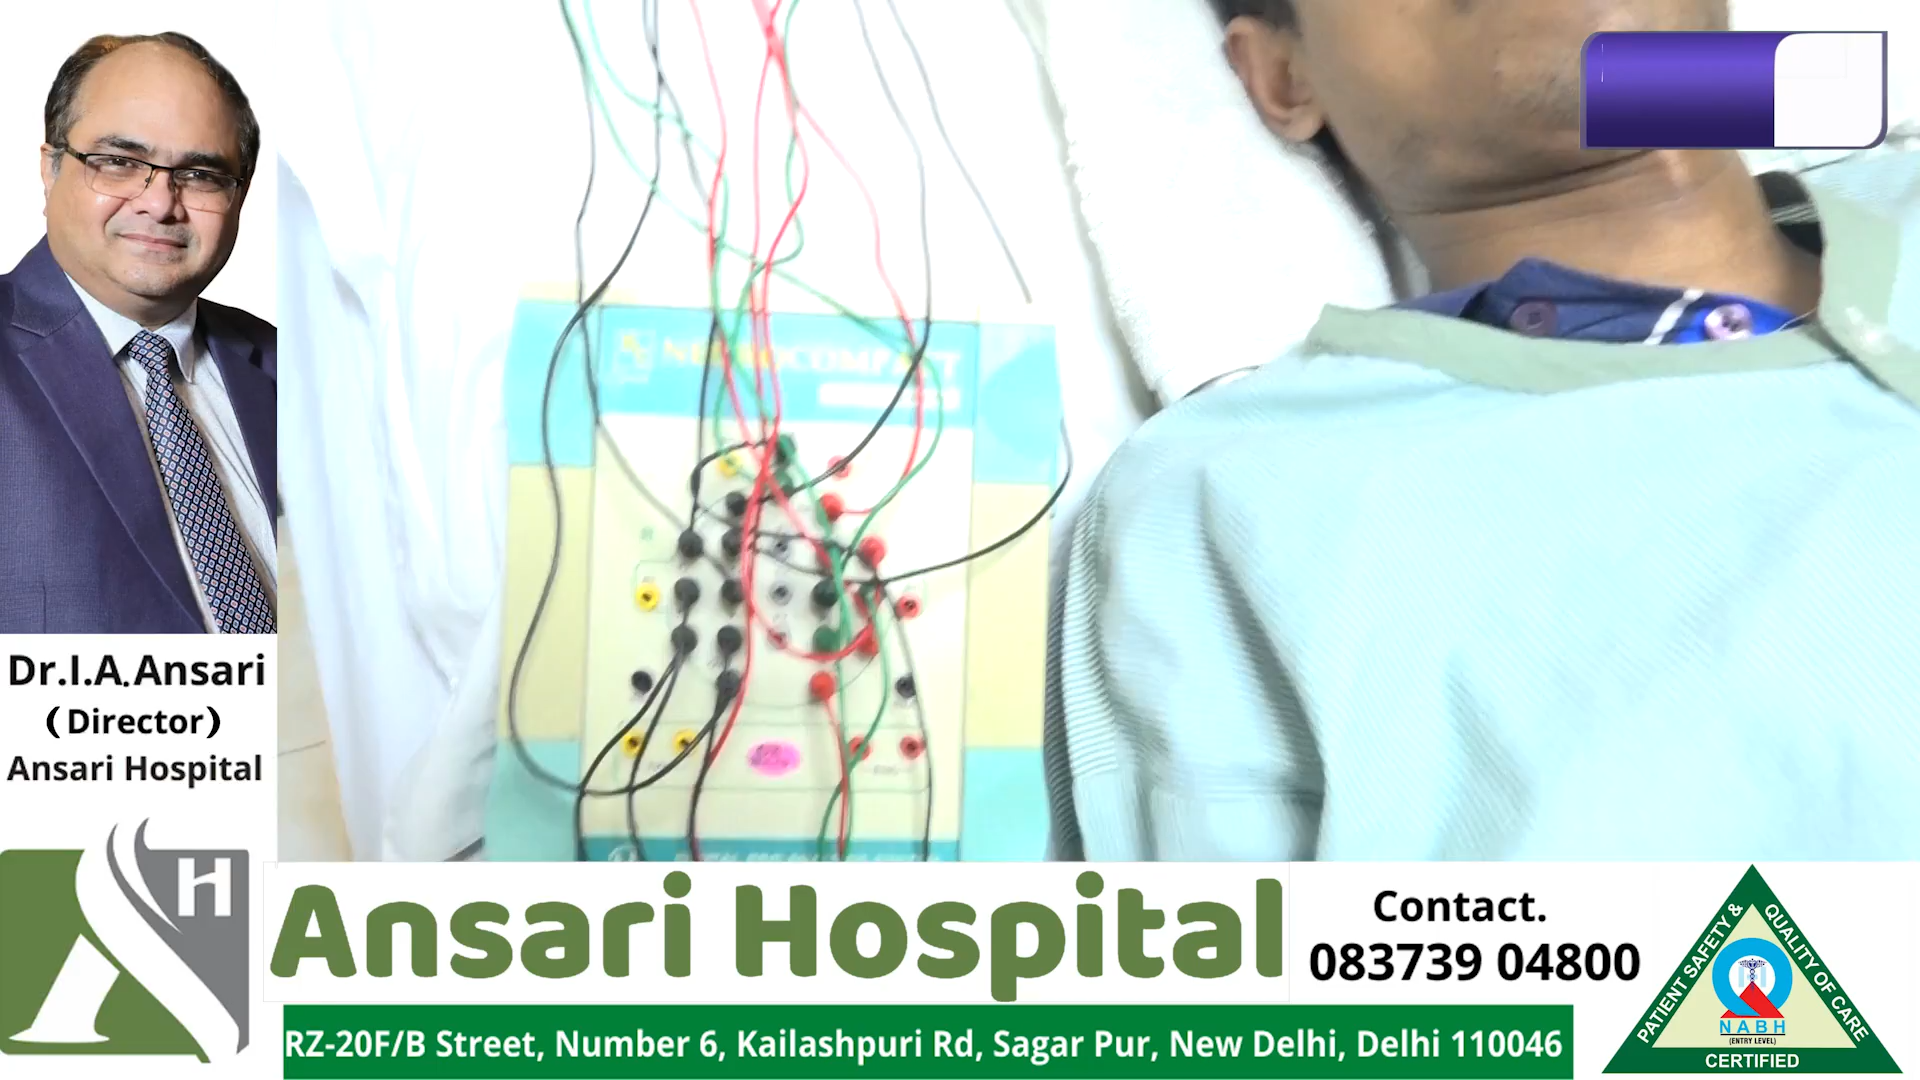 NEUROCOMPACT
Dr.I.A.Ansari
(Director)
Ansari Hospital
H
Ansari Hospital
Contact.
083739 04800
RZ-20F/B Street, Number 6, Kailashpuri Rd, Sagar Pur, New Delhi, Delhi 110046
PATIENT SAFETY & QUALITY OF CARE
NABH
(ENTRY LEVEL)
CERTIFIED